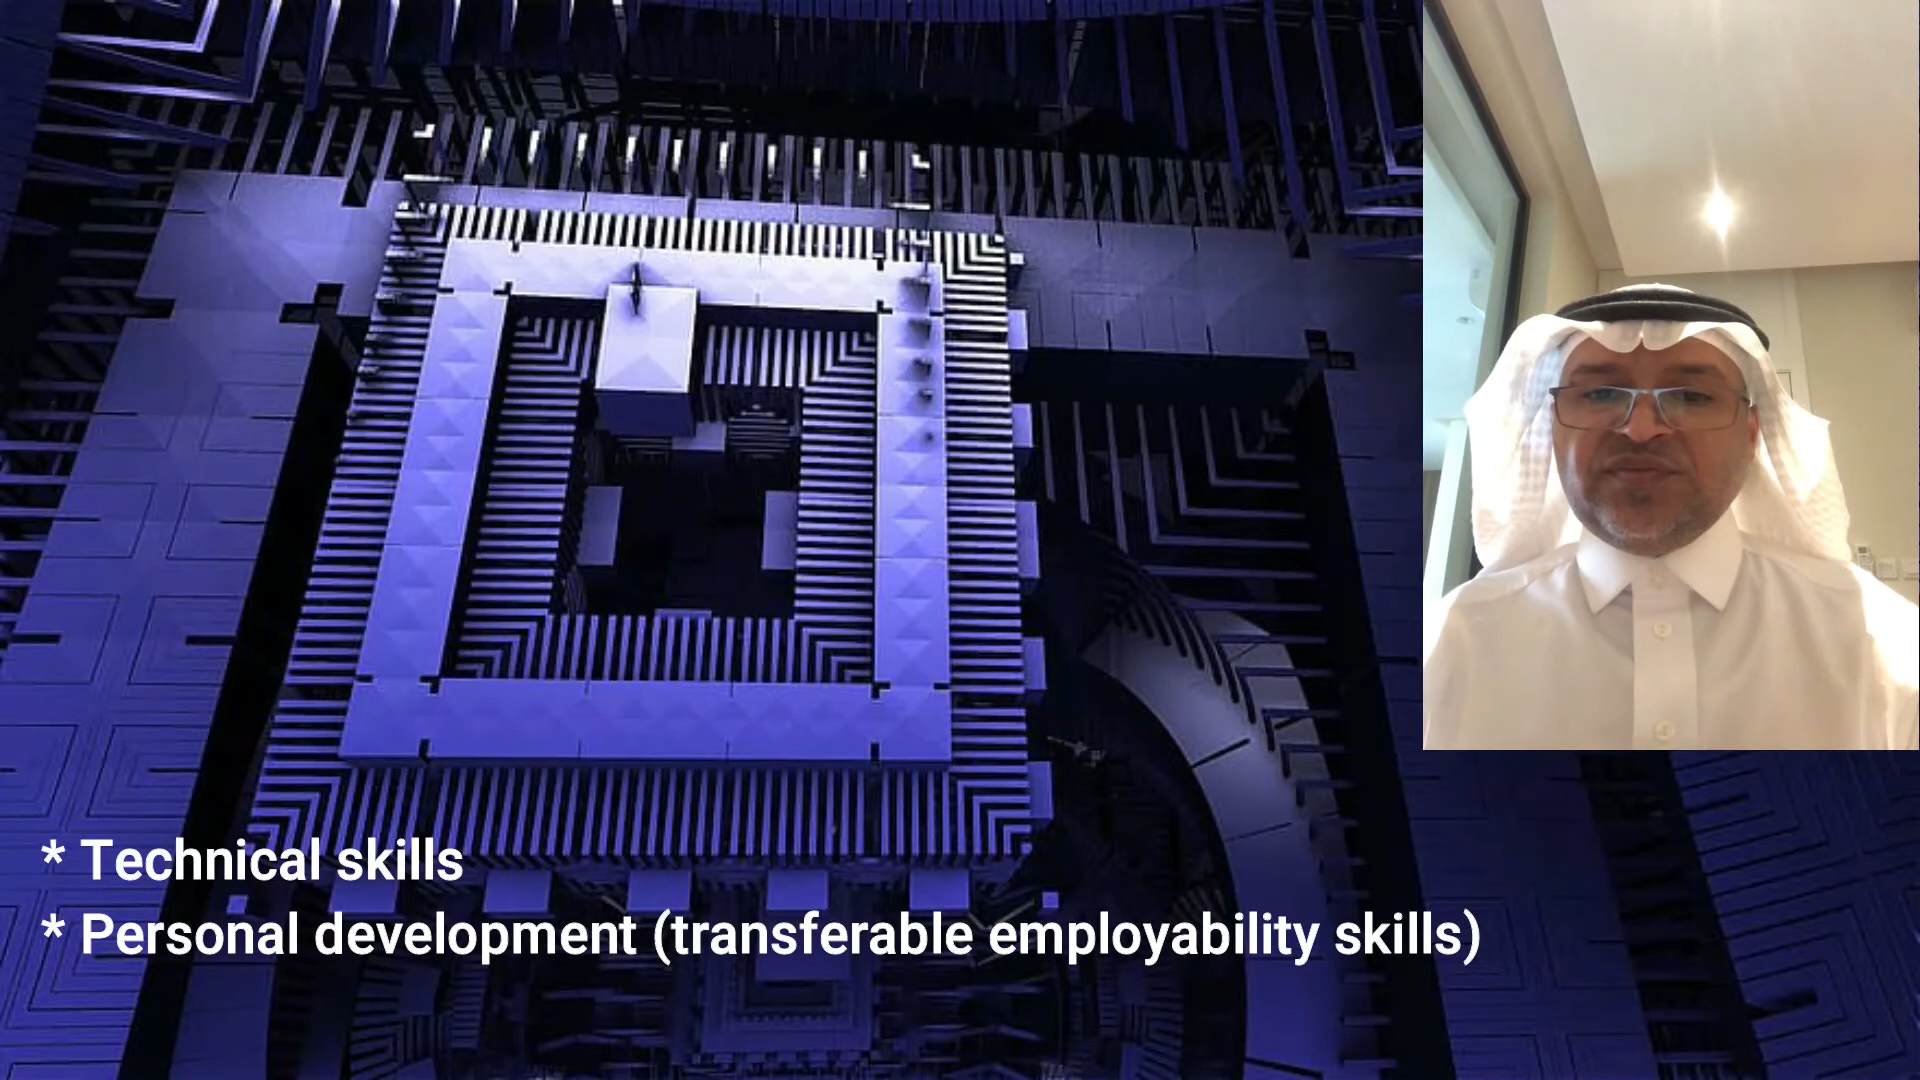 * Technical skills
* Personal development (transferable employability skills)